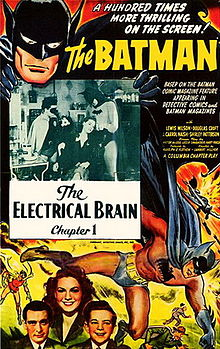 A HUNDRED TIMES
MORE THRILLING
ON THE SCREEN!
The BATMAN
BASED ON THE BATMAN
COMIC MAGAZINE FEATURE
APPEARING IN
DETECTIVE COMICS and
BATMAN MAGAZINES
with
LEWIS WILSON • DOUGLAS CROFT
J. CARROL NAISH • SHIRLEY PATTERSON
A COLUMBIA CHAPTER PLAY
The
ELECTRICAL BRAIN
Chapter 1